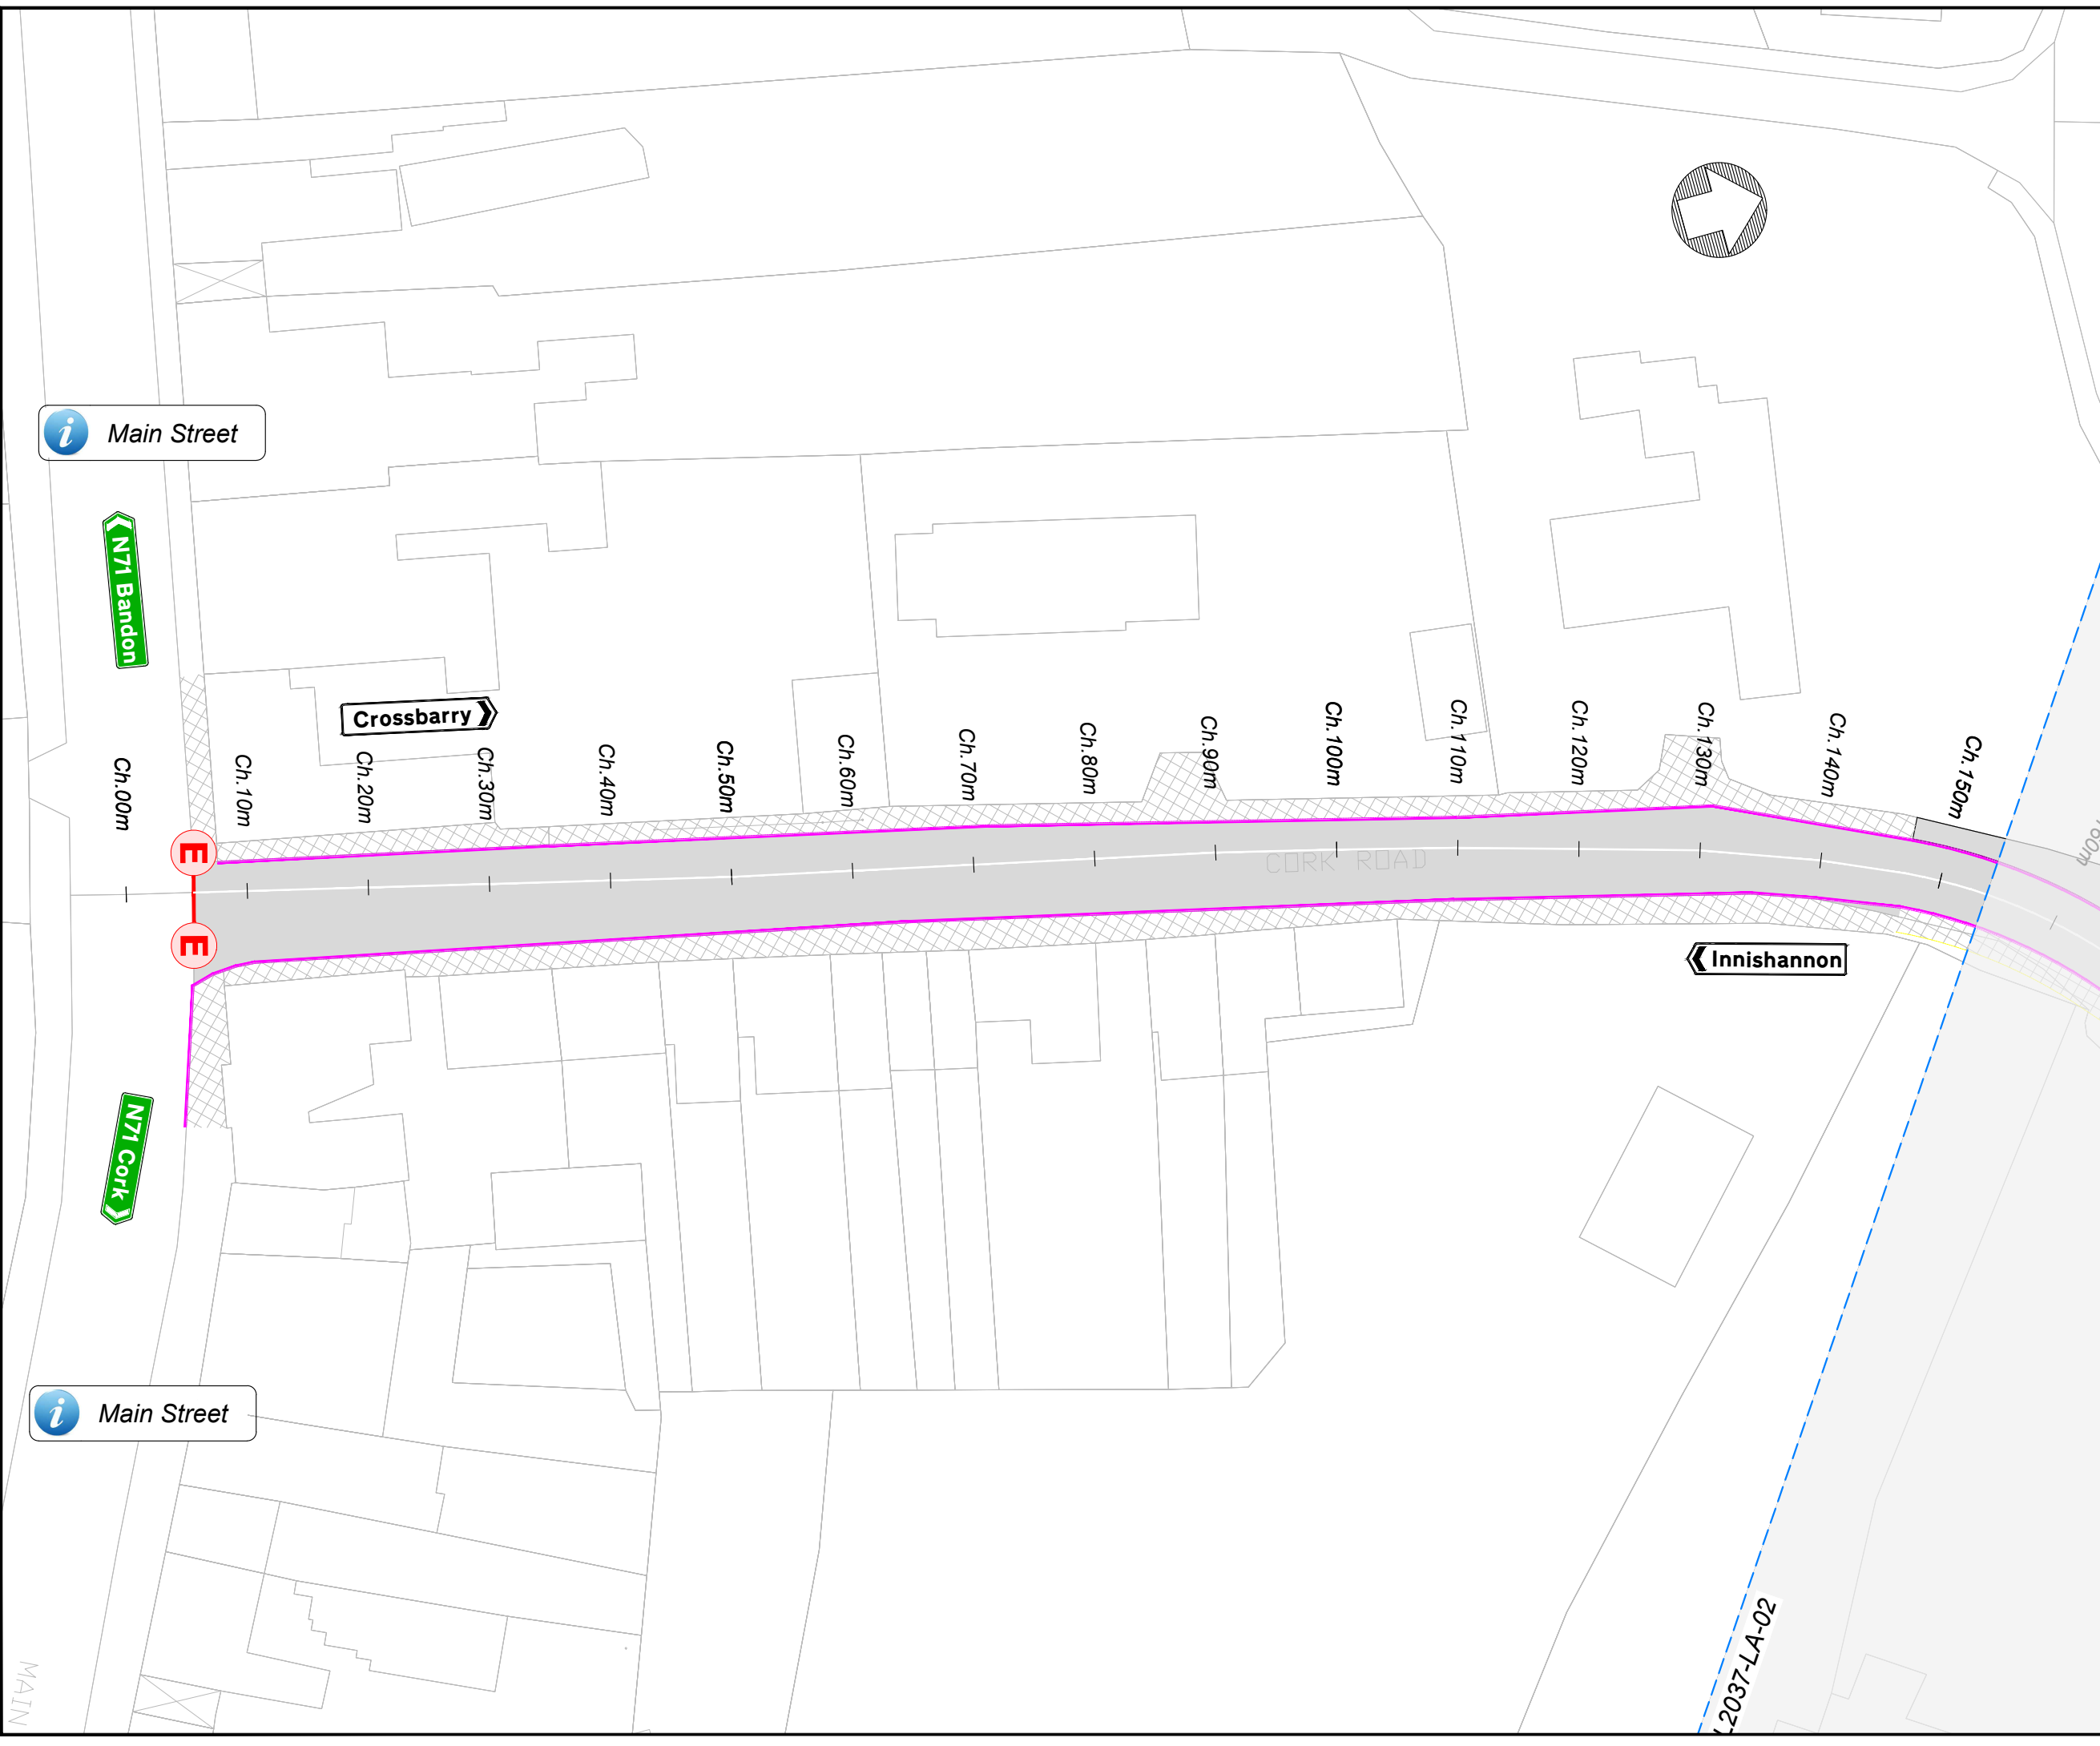 i Main Street
N71 Bandon
Crossbarry
Ch.00m
Ch.10m
Ch.20m
Ch.30m
Ch.40m
Ch.50m
Ch.60m
Ch.70m
Ch.80m
Ch.90m
Ch.100m
Ch.110m
Ch.120m
Ch.130m
Ch.140m
Ch.150m
E
E
CORK ROAD
Innishannon
N71 Cork
i Main Street
MAIN
L2037-LA-02